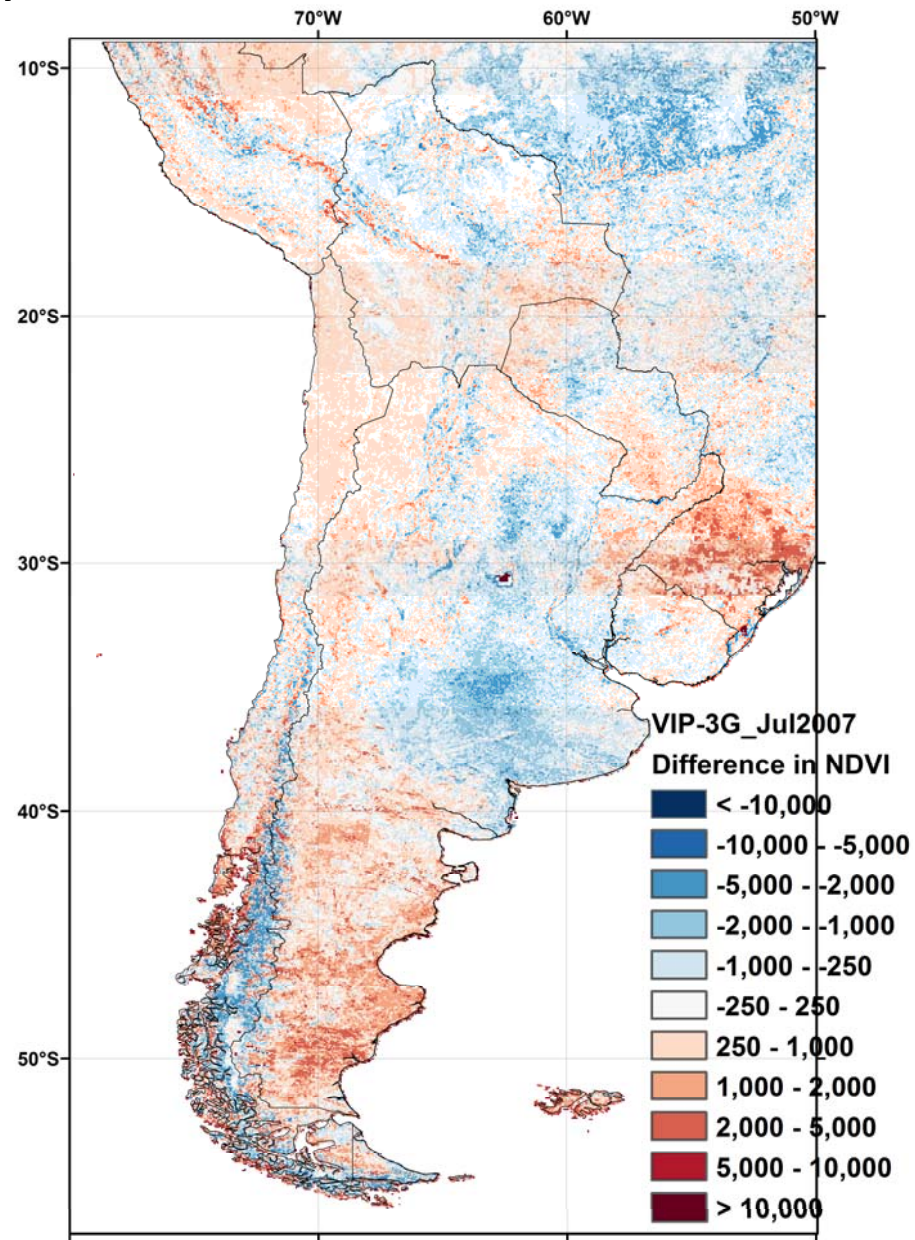 70°W 60°W 50°W
10°S
20°S
30°S
40°S
50°S
VIP-3G_Jul2007
Difference in NDVI
< -10,000
-10,000 - -5,000
-5,000 - -2,000
-2,000 - -1,000
-1,000 - -250
-250 - 250
250 - 1,000
1,000 - 2,000
2,000 - 5,000
5,000 - 10,000
> 10,000